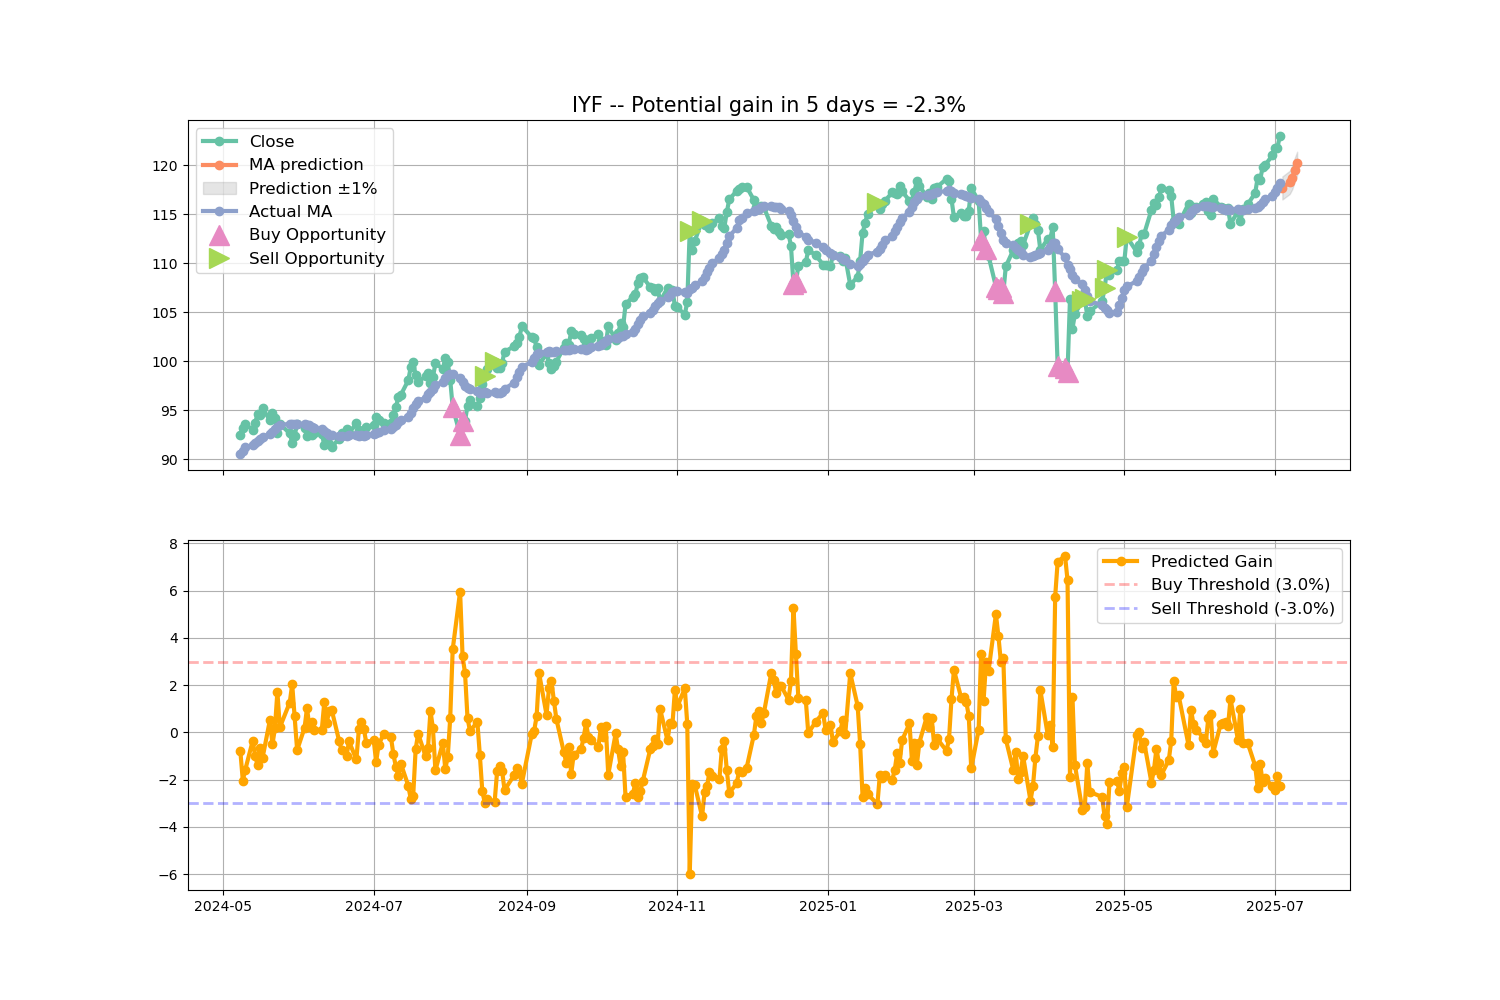 IYF -- Potential gain in 5 days = -2.3%
Close
MA prediction
Prediction ±1%
Actual MA
Buy Opportunity
Sell Opportunity
120
115
110
105
100
95
90
8
6
4
2
0
−2
−4
−6
Predicted Gain
Buy Threshold (3.0%)
Sell Threshold (-3.0%)
2024-05
2024-07
2024-09
2024-11
2025-01
2025-03
2025-05
2025-07